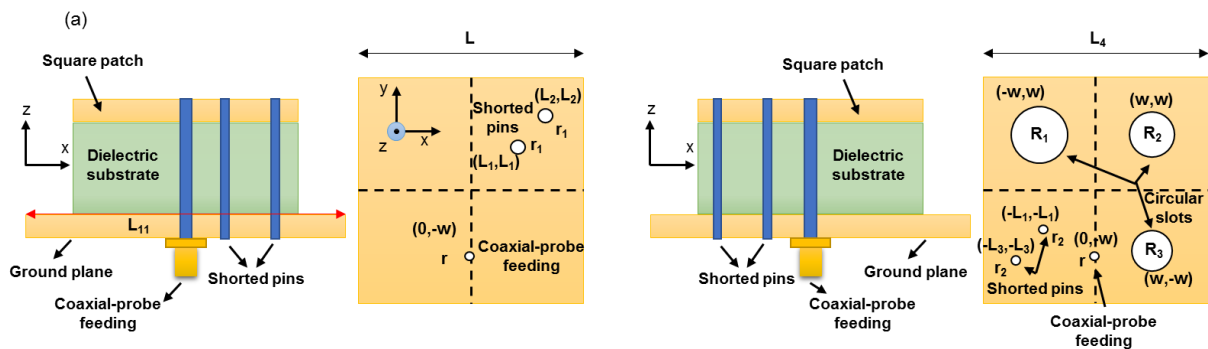 (a)
Square patch
z
x
Dielectric
substrate
L₁₁
Ground plane
Coaxial-probe
feeding
Shorted pins
L
y
z
x
Shorted
pins
(L₂,L₂)
r₁
r₁
(L₁,L₁)
(0,-w)
r
Coaxial-probe
feeding
Square patch
z
x
Dielectric
substrate
Ground plane
Shorted pins
Coaxial-probe
feeding
L₄
(-w,w)
(w,w)
R₁
R₂
Circular
slots
(-L₁,-L₁)
(-L₃,-L₃)
r₂
r₂
(0,-w)
r
R₃
(w,-w)
Shorted pins
Coaxial-probe
feeding